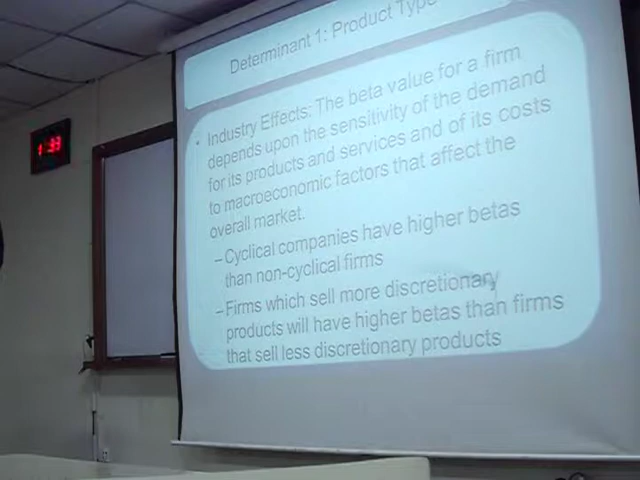 Determinant 1: Product Type
• Industry Effects: The beta value for a firm
depends upon the sensitivity of the demand
for its products and services and of its costs
to macroeconomic factors that affect the
overall market.
– Cyclical companies have higher betas
than non-cyclical firms
– Firms which sell more discretionary
products will have higher betas than firms
that sell less discretionary products